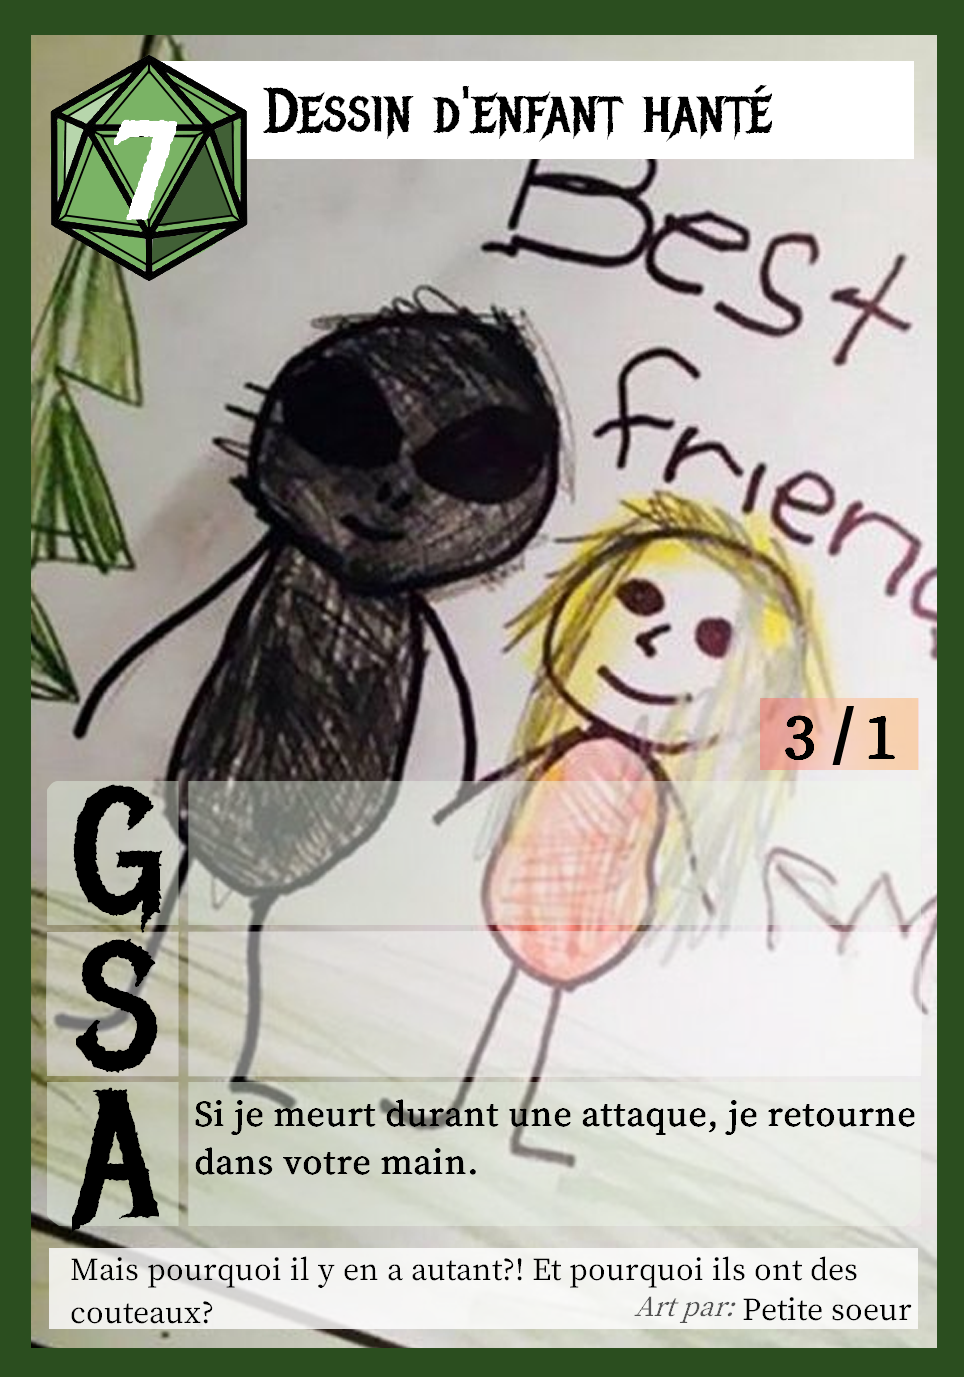 7
Dessin d'enfant hanté
Best
frien
3/1
G
S
A
Si je meurt durant une attaque, je retourne
dans votre main.
Mais pourquoi il y en a autant?! Et pourquoi ils ont des
couteaux?
Art par: Petite soeur